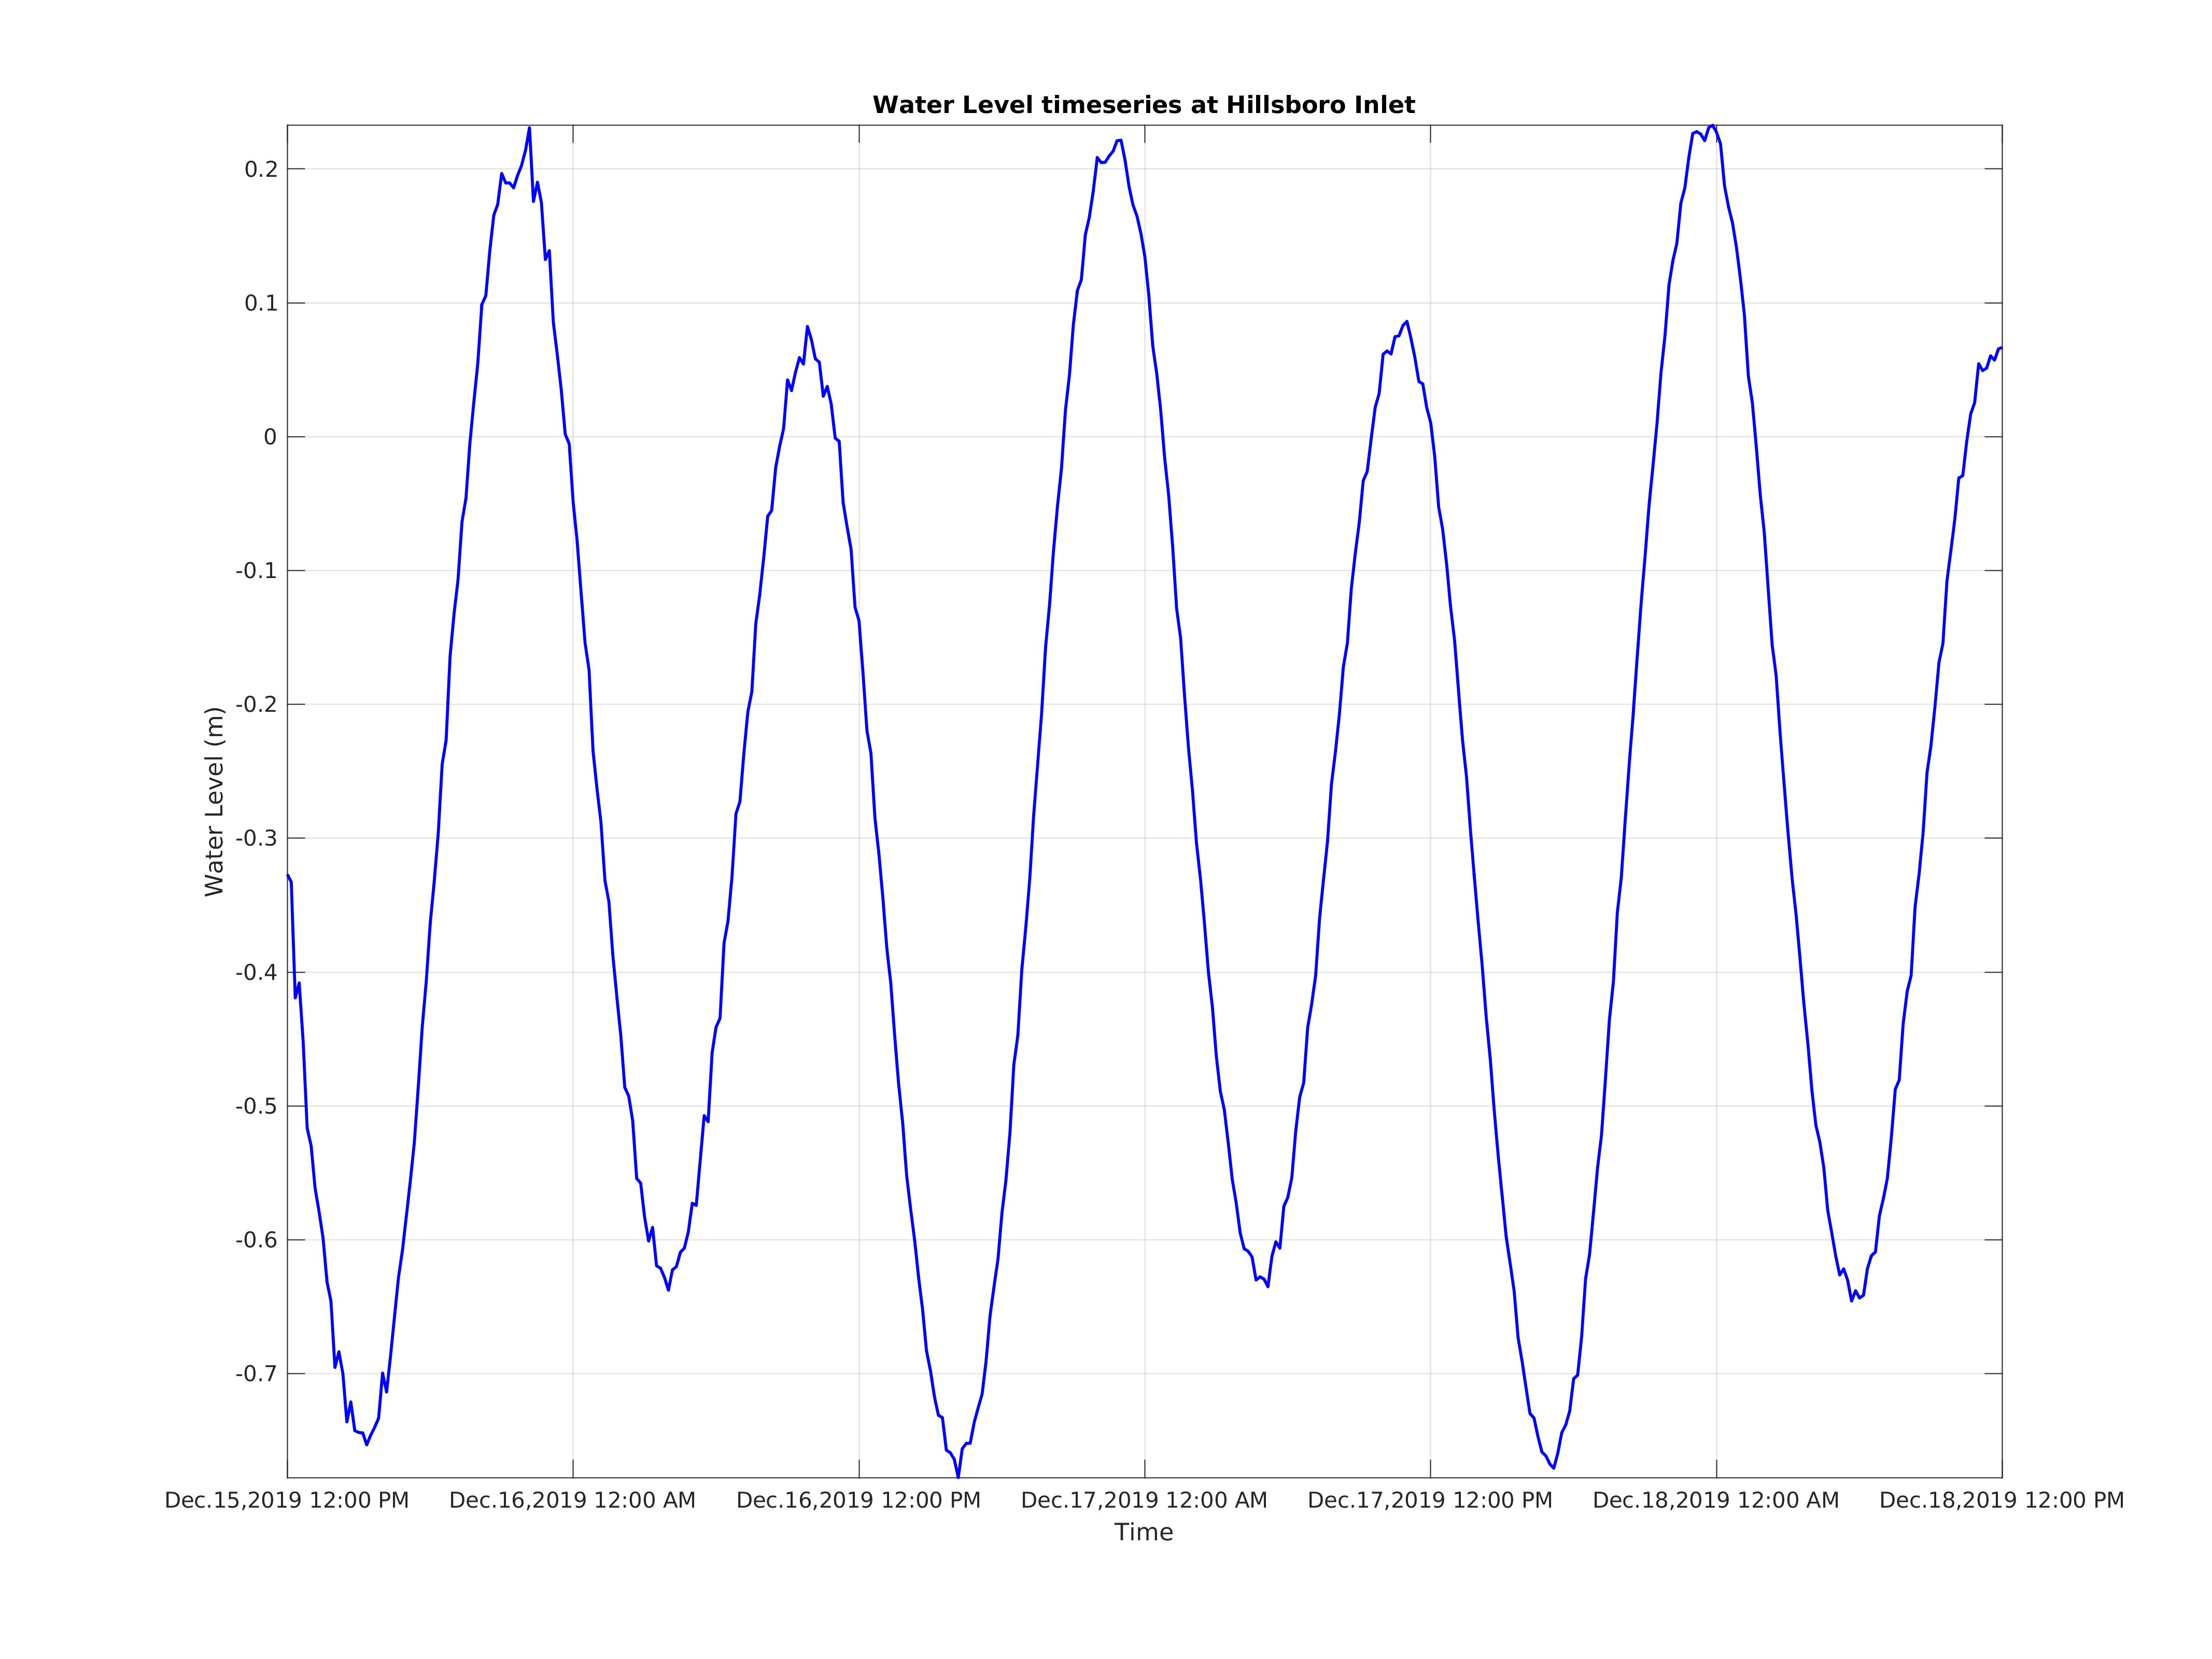 Water Level timeseries at Hillsboro Inlet
0.2
0.1
0
-0.1
-0.2
-0.3
-0.4
-0.5
-0.6
-0.7
Water Level (m)
Dec.15,2019 12:00 PM Dec.16,2019 12:00 AM Dec.16,2019 12:00 PM Dec.17,2019 12:00 AM Dec.17,2019 12:00 PM Dec.18,2019 12:00 AM Dec.18,2019 12:00 PM
Time